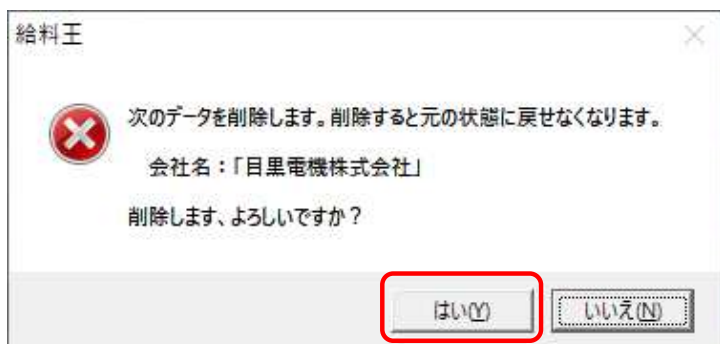 給料王
次のデータを削除します。削除すると元の状態に戻せなくなります。
会社名：「目黒電機株式会社」
削除します、よろしいですか？
はい(Y) いいえ(N)